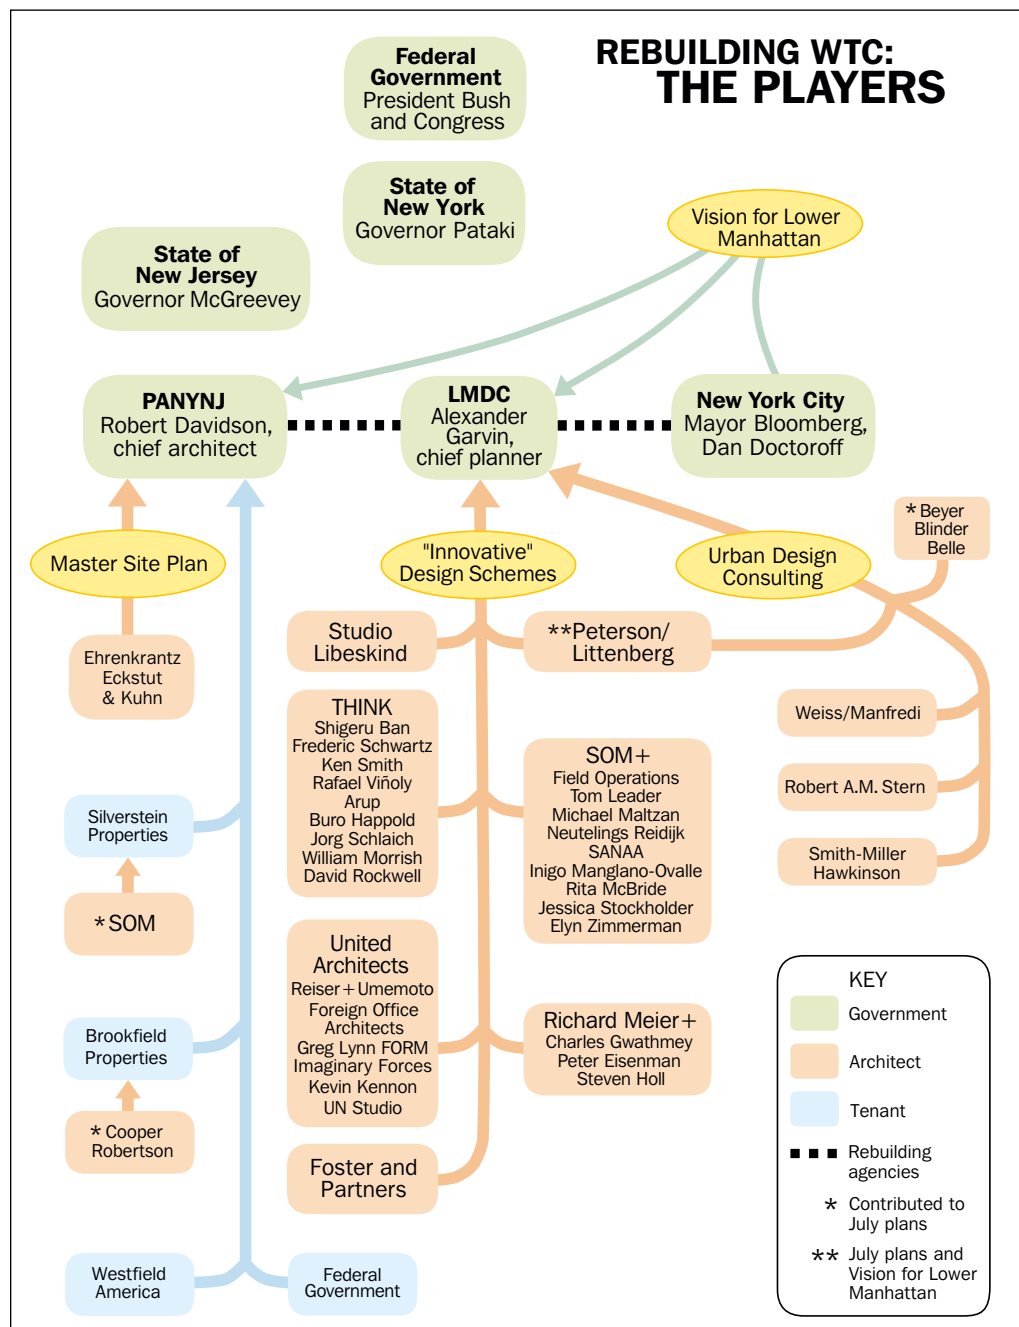 REBUILDING WTC:
THE PLAYERS
Federal
Government
President Bush
and Congress
State of
New York
Governor Pataki
Vision for Lower
Manhattan
State of
New Jersey
Governor McGreevey
PANYNJ
Robert Davidson,
chief architect
LMDC
Alexander
Garvin,
chief planner
New York City
Mayor Bloomberg,
Dan Doctoroff
Master Site Plan
"Innovative"
Design Schemes
Urban Design
Consulting
* Beyer
Blinder
Belle
Ehrenkrantz
Eckstut
& Kuhn
Studio
Libeskind
**Peterson/
Littenberg
THINK
Shigeru Ban
Frederic Schwartz
Ken Smith
Rafael Viñoly
Arup
Buro Happold
Jorg Schlaich
William Morrish
David Rockwell
SOM+
Field Operations
Tom Leader
Michael Maltzan
Neutelings Reidijk
SANAA
Inigo Manglano-Ovalle
Rita McBride
Jessica Stockholder
Elyn Zimmerman
Weiss/Manfredi
Robert A.M. Stern
Smith-Miller
Hawkinson
Silverstein
Properties
* SOM
United
Architects
Reiser+Umemoto
Foreign Office
Architects
Greg Lynn FORM
Imaginary Forces
Kevin Kennon
UN Studio
Richard Meier+
Charles Gwathmey
Peter Eisenman
Steven Holl
Brookfield
Properties
* Cooper
Robertson
Foster and
Partners
Westfield
America
Federal
Government
KEY
Government
Architect
Tenant
Rebuilding
agencies
* Contributed to
July plans
** July plans and
Vision for Lower
Manhattan